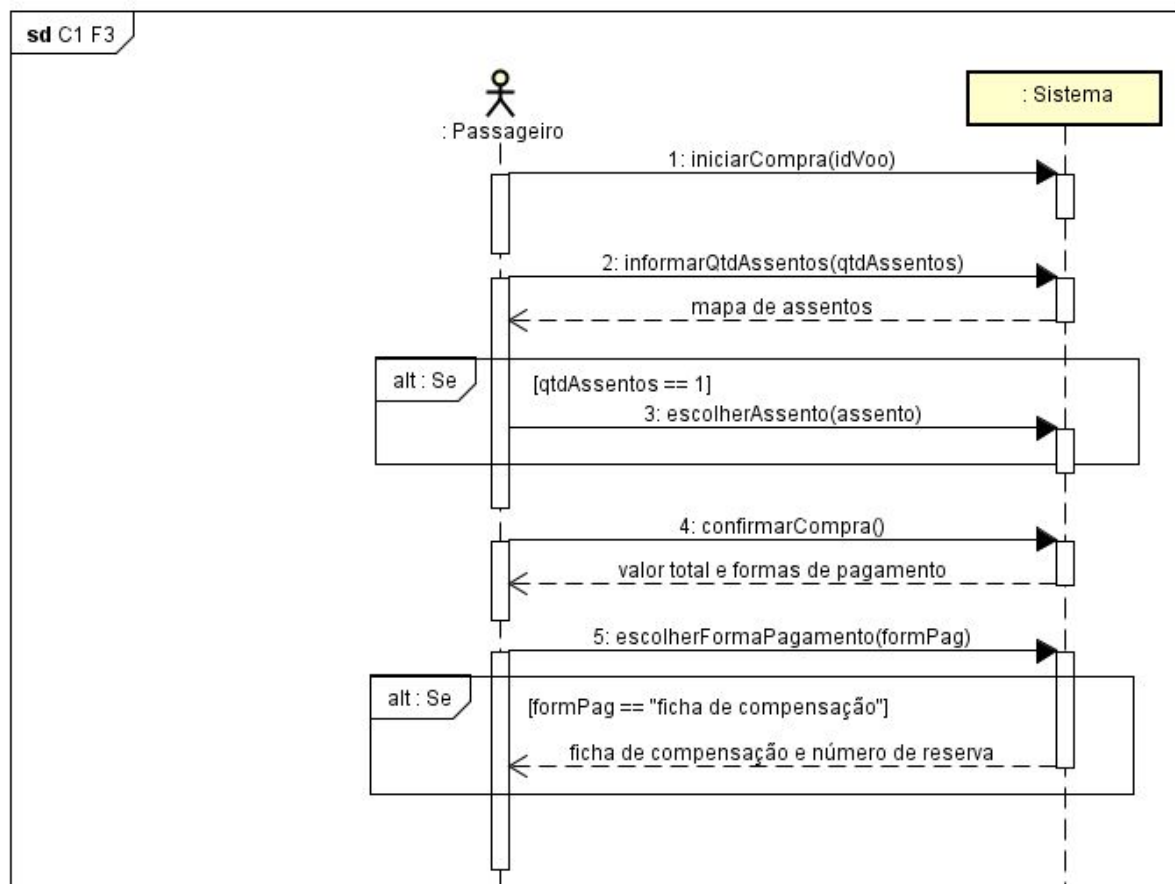 sd C1 F3
: Passageiro
: Sistema
1: iniciarCompra(idVoo)
2: informarQtdAssentos(qtdAssentos)
mapa de assentos
alt : Se
[qtdAssentos == 1]
3: escolherAssento(assento)
4: confirmarCompra()
valor total e formas de pagamento
5: escolherFormaPagamento(formPag)
alt : Se
[formPag == "ficha de compensação"]
ficha de compensação e número de reserva